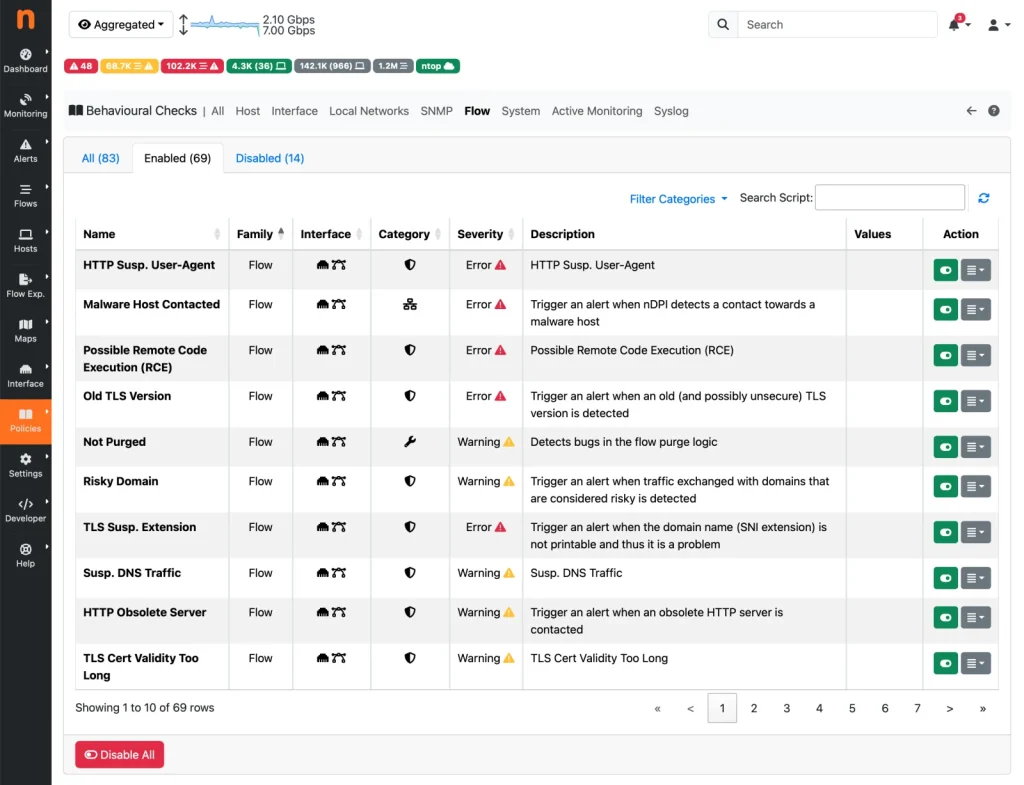 n
Aggregated
2.10 Gbps
7.00 Gbps
Search
3
Dashboard
Monitoring
Alerts
Flows
Hosts
Flow Exp.
Maps
Interface
Policies
Settings
Developer
Help
48
68.7K
102.2K
4.3K (36)
142.1K (966)
1.2M
ntop
Behavioural Checks | All Host Interface Local Networks SNMP Flow System Active Monitoring Syslog
All (83) Enabled (69) Disabled (14)
Filter Categories Search Script:
Name Family Interface Category Severity Description Values Action
HTTP Susp. User-Agent Flow Error HTTP Susp. User-Agent
Malware Host Contacted Flow Error Trigger an alert when nDPI detects a contact towards a
malware host
Possible Remote Code Flow Error Possible Remote Code Execution (RCE)
Execution (RCE)
Old TLS Version Flow Error Trigger an alert when an old (and possibly unsecure) TLS
version is detected
Not Purged Flow Warning Detects bugs in the flow purge logic
Risky Domain Flow Warning Trigger an alert when traffic exchanged with domains that
are considered risky is detected
TLS Susp. Extension Flow Error Trigger an alert when the domain name (SNI extension) is
not printable and thus it is a problem
Susp. DNS Traffic Flow Warning Susp. DNS Traffic
HTTP Obsolete Server Flow Warning Trigger an alert when an obsolete HTTP server is
contacted
TLS Cert Validity Too Flow Warning TLS Cert Validity Too Long
Long
Showing 1 to 10 of 69 rows « < 1 2 3 4 5 6 7 > »
Disable All